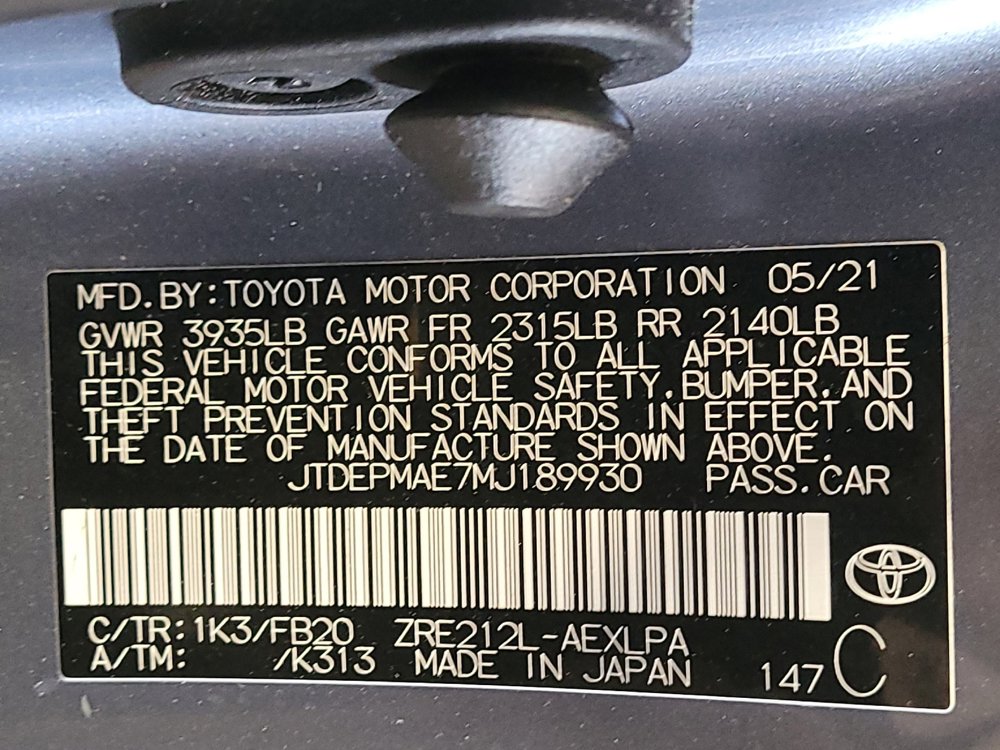 MFD.BY:TOYOTA MOTOR CORPORATION 05/21
GVWR 3935LB GAWR FR 2315LB RR 2140LB
THIS VEHICLE CONFORMS TO ALL APPLICABLE
FEDERAL MOTOR VEHICLE SAFETY,BUMPER,AND
THEFT PREVENTION STANDARDS IN EFFECT ON
THE DATE OF MANUFACTURE SHOWN ABOVE.
JTDEPMAE7MJ189930 PASS.CAR
C/TR:1K3/FB20 ZRE212L-AEXLPA
A/TM: /K313 MADE IN JAPAN 147 C